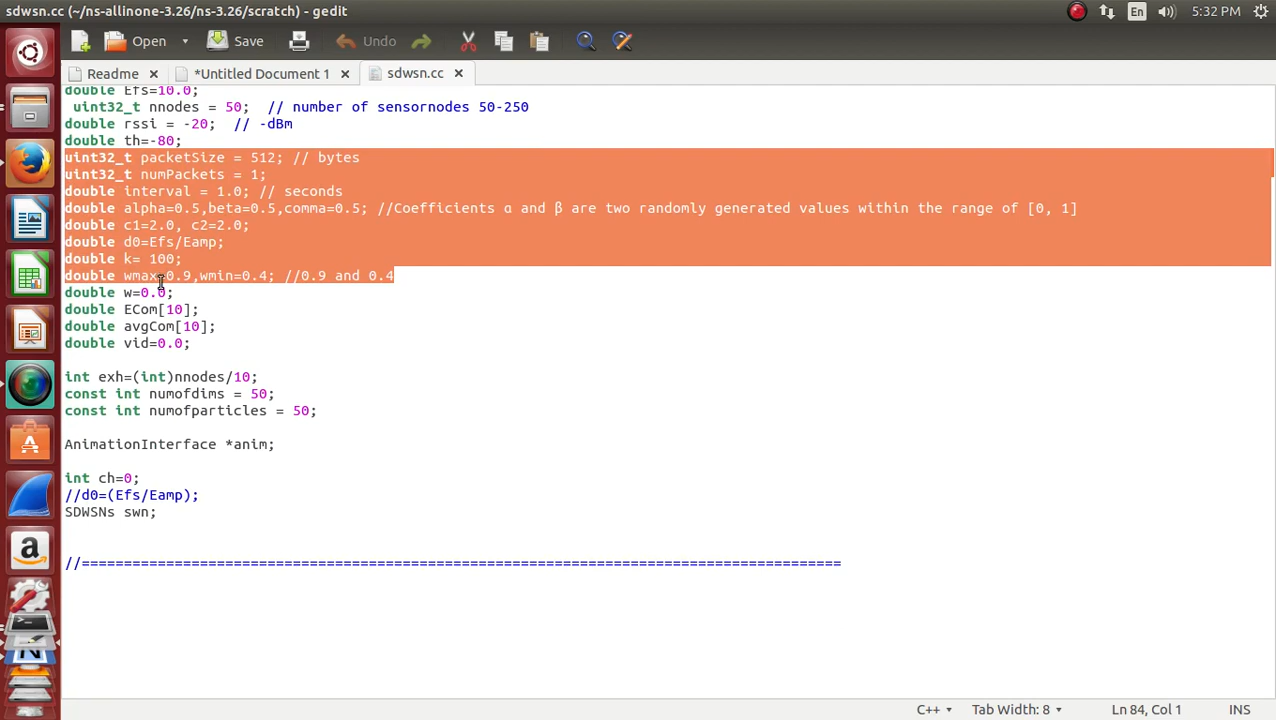 sdwsn.cc (~/ns-allinone-3.26/ns-3.26/scratch) - gedit
En
5:32 PM
Open
Save
Undo
Readme
*Untitled Document 1
sdwsn.cc
double Efs=10.0;
uint32_t nnodes = 50;  // number of sensornodes 50-250
double rssi = -20;  // -dBm
double th=-80;
uint32_t packetSize = 512; // bytes
uint32_t numPackets = 1;
double interval = 1.0; // seconds
double alpha=0.5,beta=0.5,comma=0.5; //Coefficients α and β are two randomly generated values within the range of [0, 1]
double c1=2.0, c2=2.0;
double d0=Efs/Eamp;
double k= 100;
double wmax=0.9,wmin=0.4; //0.9 and 0.4
double w=0.0;
double ECom[10];
double avgCom[10];
double vid=0.0;
int exh=(int)nnodes/10;
const int numofdims = 50;
const int numofparticles = 50;
AnimationInterface *anim;
int ch=0;
//d0=(Efs/Eamp);
SDWSNs swn;
//==========================================================================================
C++
Tab Width: 8
Ln 84, Col 1
INS